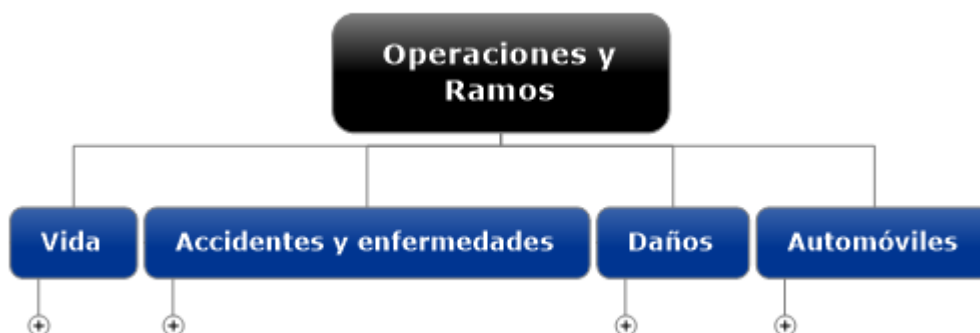 Operaciones y
Ramos
Vida
Accidentes y enfermedades
Daños
Automóviles